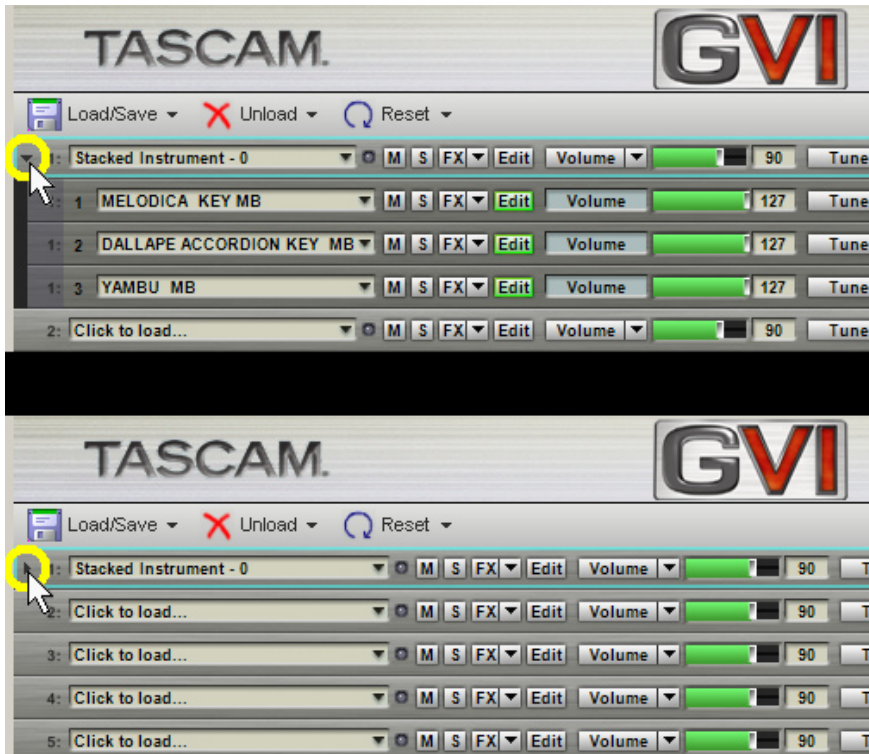 TASCAM. GVI
Load/Save Unload Reset
1: Stacked Instrument - 0 M S FX Edit Volume 90 Tune
1: 1 MELODICA KEY MB M S FX Edit Volume 127 Tune
1: 2 DALLAPE ACCORDION KEY MB M S FX Edit Volume 127 Tune
1: 3 YAMBU MB M S FX Edit Volume 127 Tune
2: Click to load... M S FX Edit Volume 90 Tune
TASCAM. GVI
Load/Save Unload Reset
1: Stacked Instrument - 0 M S FX Edit Volume 90 T
2: Click to load... M S FX Edit Volume 90 T
3: Click to load... M S FX Edit Volume 90 T
4: Click to load... M S FX Edit Volume 90 T
5: Click to load... M S FX Edit Volume 90 T